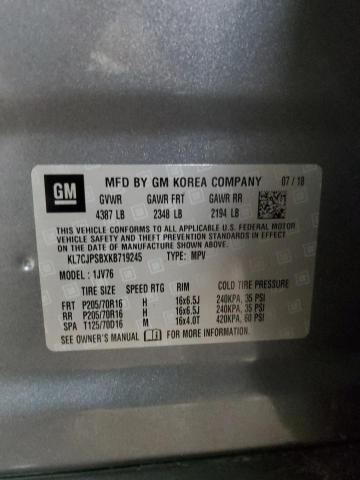 GM
MFD BY GM KOREA COMPANY 07/18
GVWR GAWR FRT GAWR RR
4387 LB 2348 LB 2194 LB
THIS VEHICLE CONFORMS TO ALL APPLICABLE U.S. FEDERAL
MOTOR VEHICLE SAFETY, BUMPER, AND THEFT PREVENTION
STANDARDS IN EFFECT ON THE DATE OF MANUFACTURE SHOWN ABOVE.
KL7CJPSBXKB719245 TYPE: MPV
MODEL: 1JV76
TIRE SIZE SPEED RTG RIM COLD TIRE PRESSURE
FRT P205/70R16 H 16x6.5J 240KPA, 35 PSI
RR P205/70R16 H 16x6.5J 240KPA, 35 PSI
SPA T125/70D16 M 16x4.0T 420KPA, 60 PSI
SEE OWNER'S MANUAL FOR MORE INFORMATION.